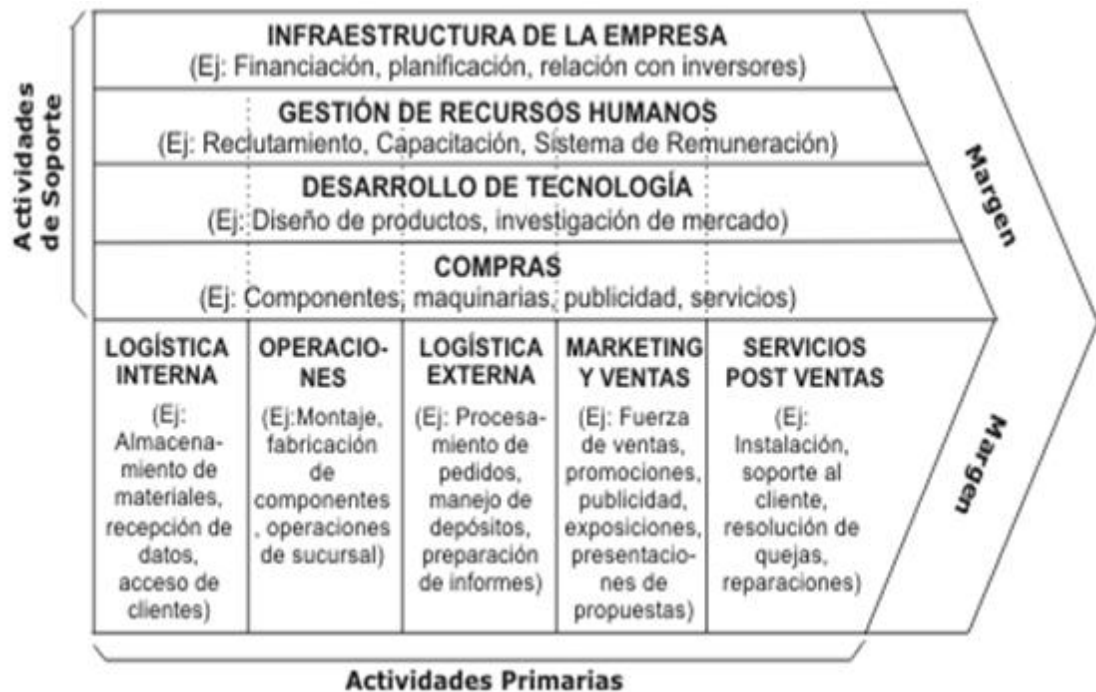 Actividades
de Soporte
INFRAESTRUCTURA DE LA EMPRESA
(Ej: Financiación, planificación, relación con inversores)
GESTIÓN DE RECURSOS HUMANOS
(Ej: Reclutamiento, Capacitación, Sistema de Remuneración)
DESARROLLO DE TECNOLOGÍA
(Ej: Diseño de productos, investigación de mercado)
COMPRAS
(Ej: Componentes, maquinarias, publicidad, servicios)
Margen
LOGÍSTICA
INTERNA
(Ej:
Almacena-
miento de
materiales,
recepción de
datos,
acceso de
clientes)
OPERACIO-
NES
(Ej:Montaje,
fabricación
de
componentes
, operaciones
de sucursal)
LOGÍSTICA
EXTERNA
(Ej: Procesa-
miento de
pedidos,
manejo de
depósitos,
preparación
de informes)
MARKETING
Y VENTAS
(Ej: Fuerza
de ventas,
promociones,
publicidad,
exposiciones,
presentacio-
nes de
propuestas)
SERVICIOS
POST VENTAS
(Ej:
Instalación,
soporte al
cliente,
resolución de
quejas,
reparaciones)
Margen
Actividades Primarias